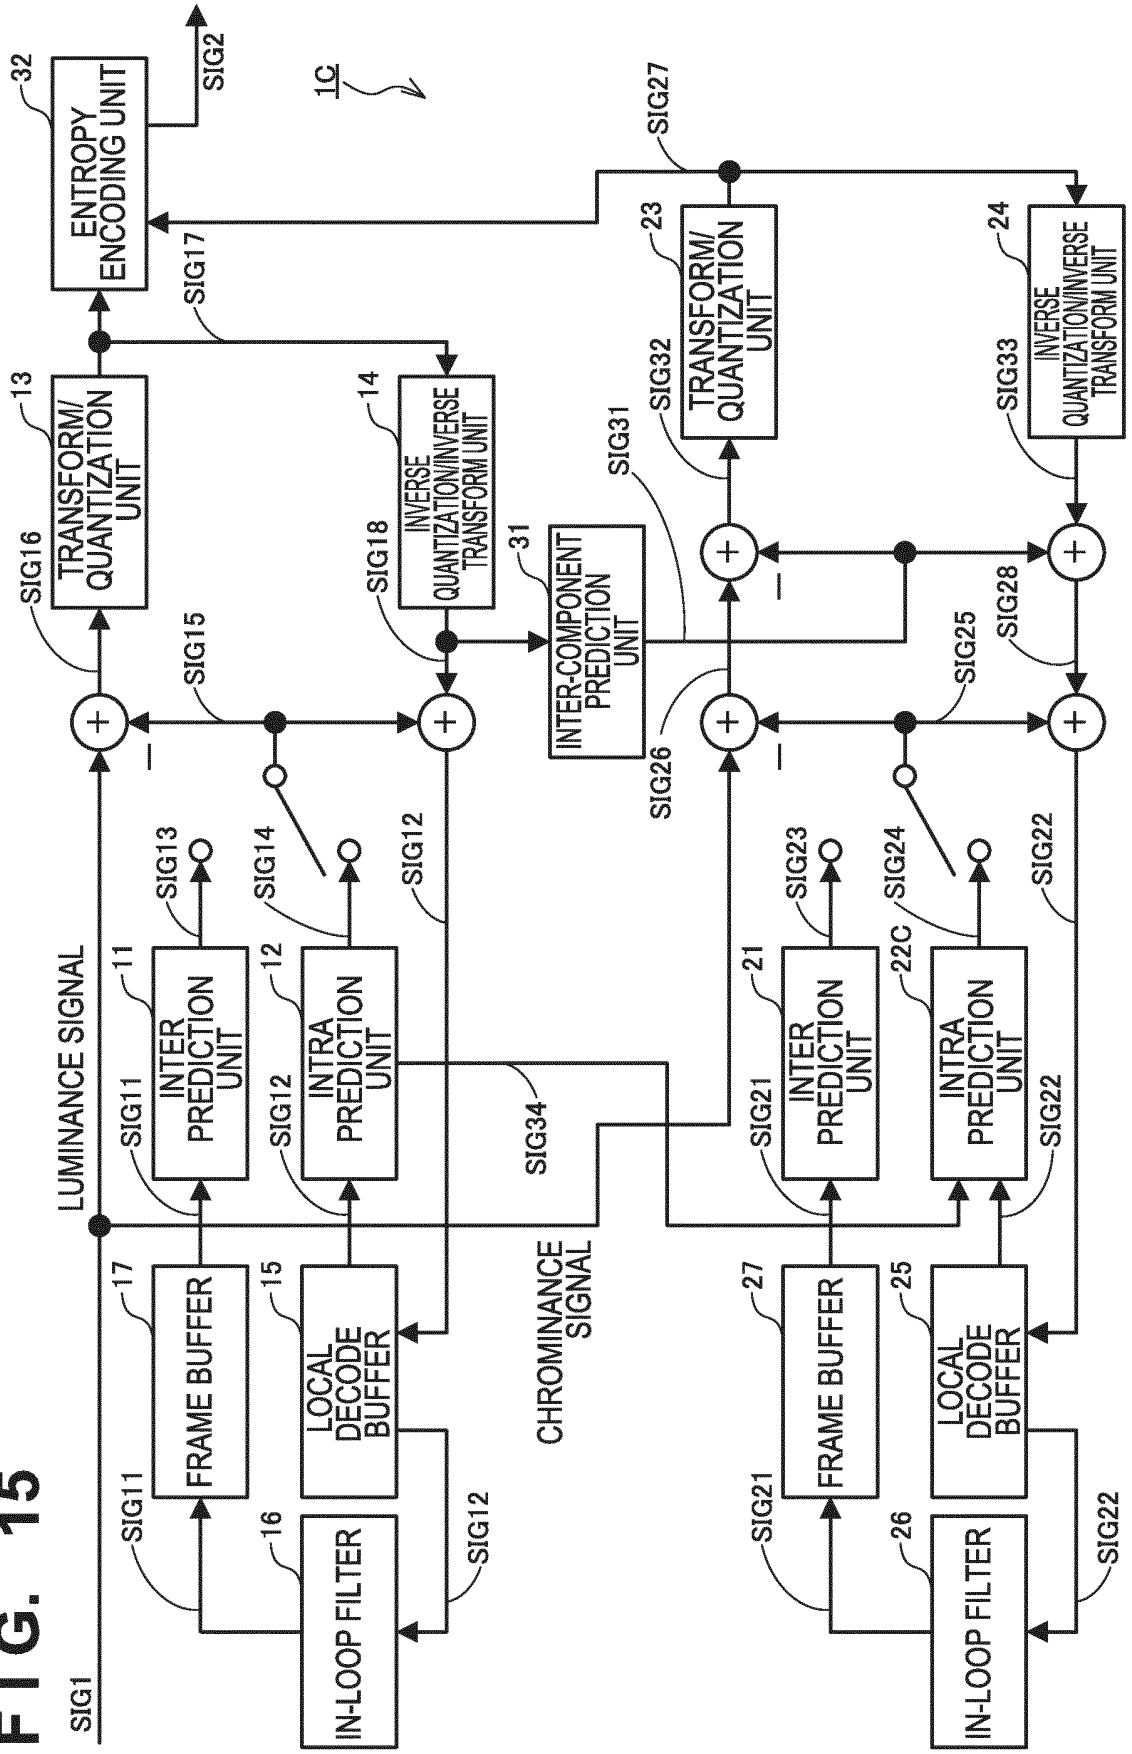 FIG. 15
SIG1
LUMINANCE SIGNAL
SIG16
13
TRANSFORM/
QUANTIZATION
UNIT
32
ENTROPY
ENCODING UNIT
SIG2
1C
SIG11
17
FRAME BUFFER
SIG11
11
INTER
PREDICTION
UNIT
SIG13
SIG15
SIG17
16
IN-LOOP FILTER
15
LOCAL
DECODE
BUFFER
SIG12
12
INTRA
PREDICTION
UNIT
SIG14
SIG18
14
INVERSE
QUANTIZATION/INVERSE
TRANSFORM UNIT
SIG12
SIG12
SIG34
CHROMINANCE
SIGNAL
31
INTER-COMPONENT
PREDICTION
UNIT
SIG31
SIG26
SIG32
23
TRANSFORM/
QUANTIZATION
UNIT
SIG27
SIG21
27
FRAME BUFFER
SIG21
21
INTER
PREDICTION
UNIT
SIG23
SIG25
26
IN-LOOP FILTER
25
LOCAL
DECODE
BUFFER
SIG22
22C
INTRA
PREDICTION
UNIT
SIG24
SIG28
SIG33
24
INVERSE
QUANTIZATION/INVERSE
TRANSFORM UNIT
SIG22
SIG22